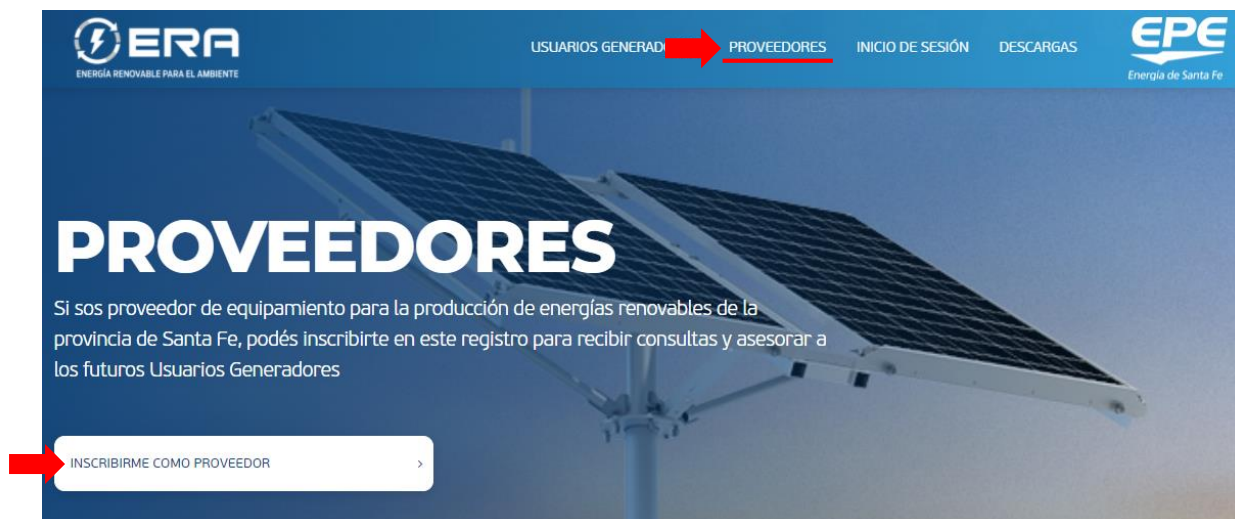 ERA
ENERGÍA RENOVABLE PARA EL AMBIENTE
USUARIOS GENERAD
PROVEEDORES
INICIO DE SESIÓN
DESCARGAS
EPE
Energía de Santa Fe
PROVEEDORES
Si sos proveedor de equipamiento para la producción de energías renovables de la
provincia de Santa Fe, podés inscribirte en este registro para recibir consultas y asesorar a
los futuros Usuarios Generadores
INSCRIBIRME COMO PROVEEDOR >